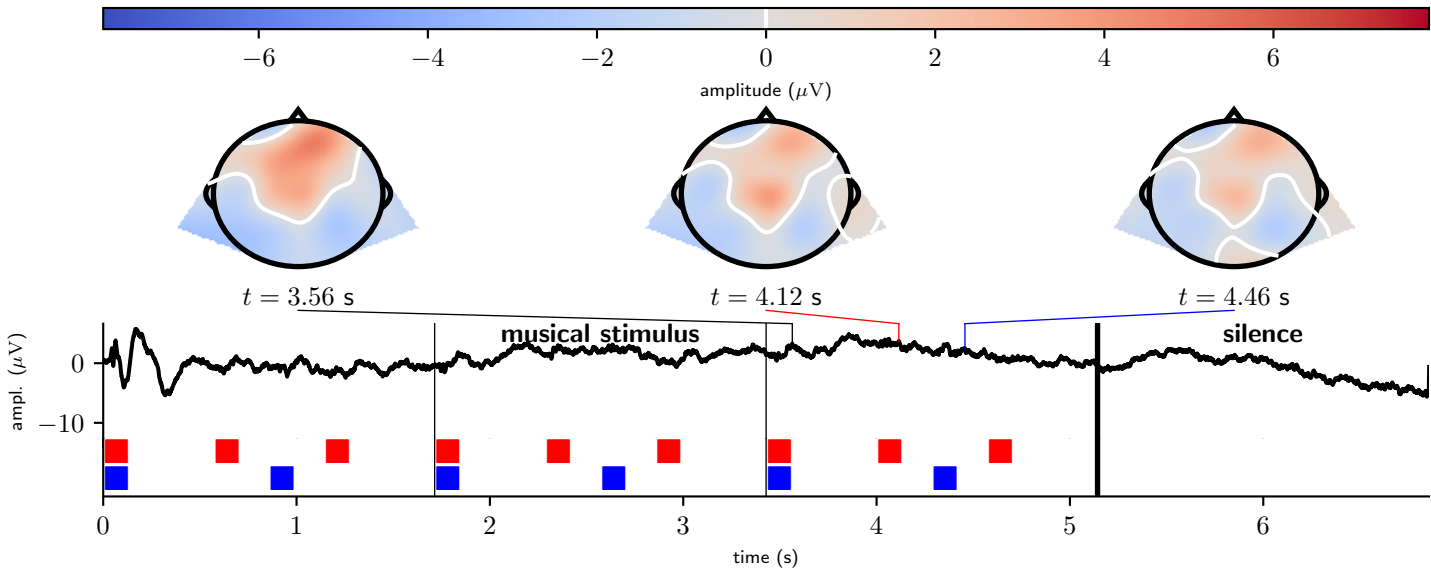 −6 −4 −2 0 2 4 6
amplitude (μV)
t = 3.56 s t = 4.12 s t = 4.46 s
musical stimulus silence
0
−10
ampl. (μV)
0 1 2 3 4 5 6
time (s)